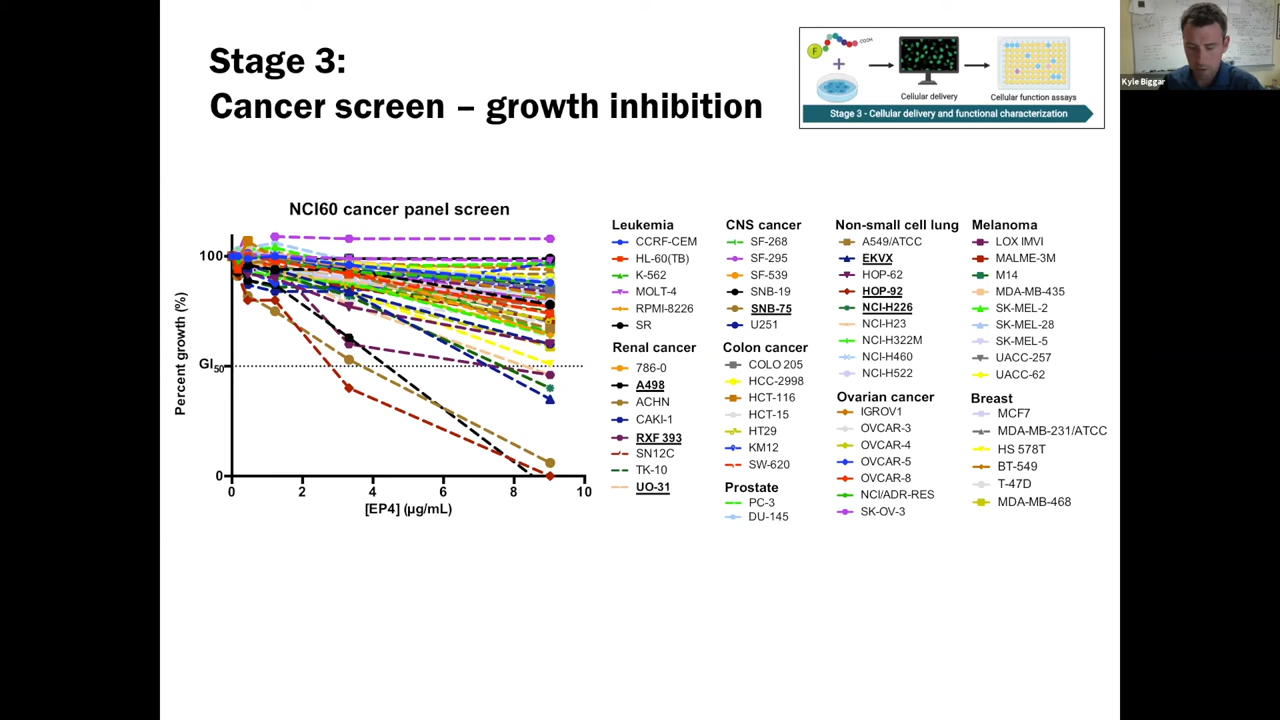 Stage 3:
Cancer screen – growth inhibition
F
COOH
+
Cellular delivery
Cellular function assays
Stage 3 - Cellular delivery and functional characterization
Kyle Biggar
NCI60 cancer panel screen
Percent growth (%)
100
GI50
0
0 2 4 6 8 10
[EP4] (µg/mL)
Leukemia
CCRF-CEM
HL-60(TB)
K-562
MOLT-4
RPMI-8226
SR
Renal cancer
786-0
A498
ACHN
CAKI-1
RXF 393
SN12C
TK-10
UO-31
CNS cancer
SF-268
SF-295
SF-539
SNB-19
SNB-75
U251
Colon cancer
COLO 205
HCC-2998
HCT-116
HCT-15
HT29
KM12
SW-620
Prostate
PC-3
DU-145
Non-small cell lung
A549/ATCC
EKVX
HOP-62
HOP-92
NCI-H226
NCI-H23
NCI-H322M
NCI-H460
NCI-H522
Ovarian cancer
IGROV1
OVCAR-3
OVCAR-4
OVCAR-5
OVCAR-8
NCI/ADR-RES
SK-OV-3
Melanoma
LOX IMVI
MALME-3M
M14
MDA-MB-435
SK-MEL-2
SK-MEL-28
SK-MEL-5
UACC-257
UACC-62
Breast
MCF7
MDA-MB-231/ATCC
HS 578T
BT-549
T-47D
MDA-MB-468